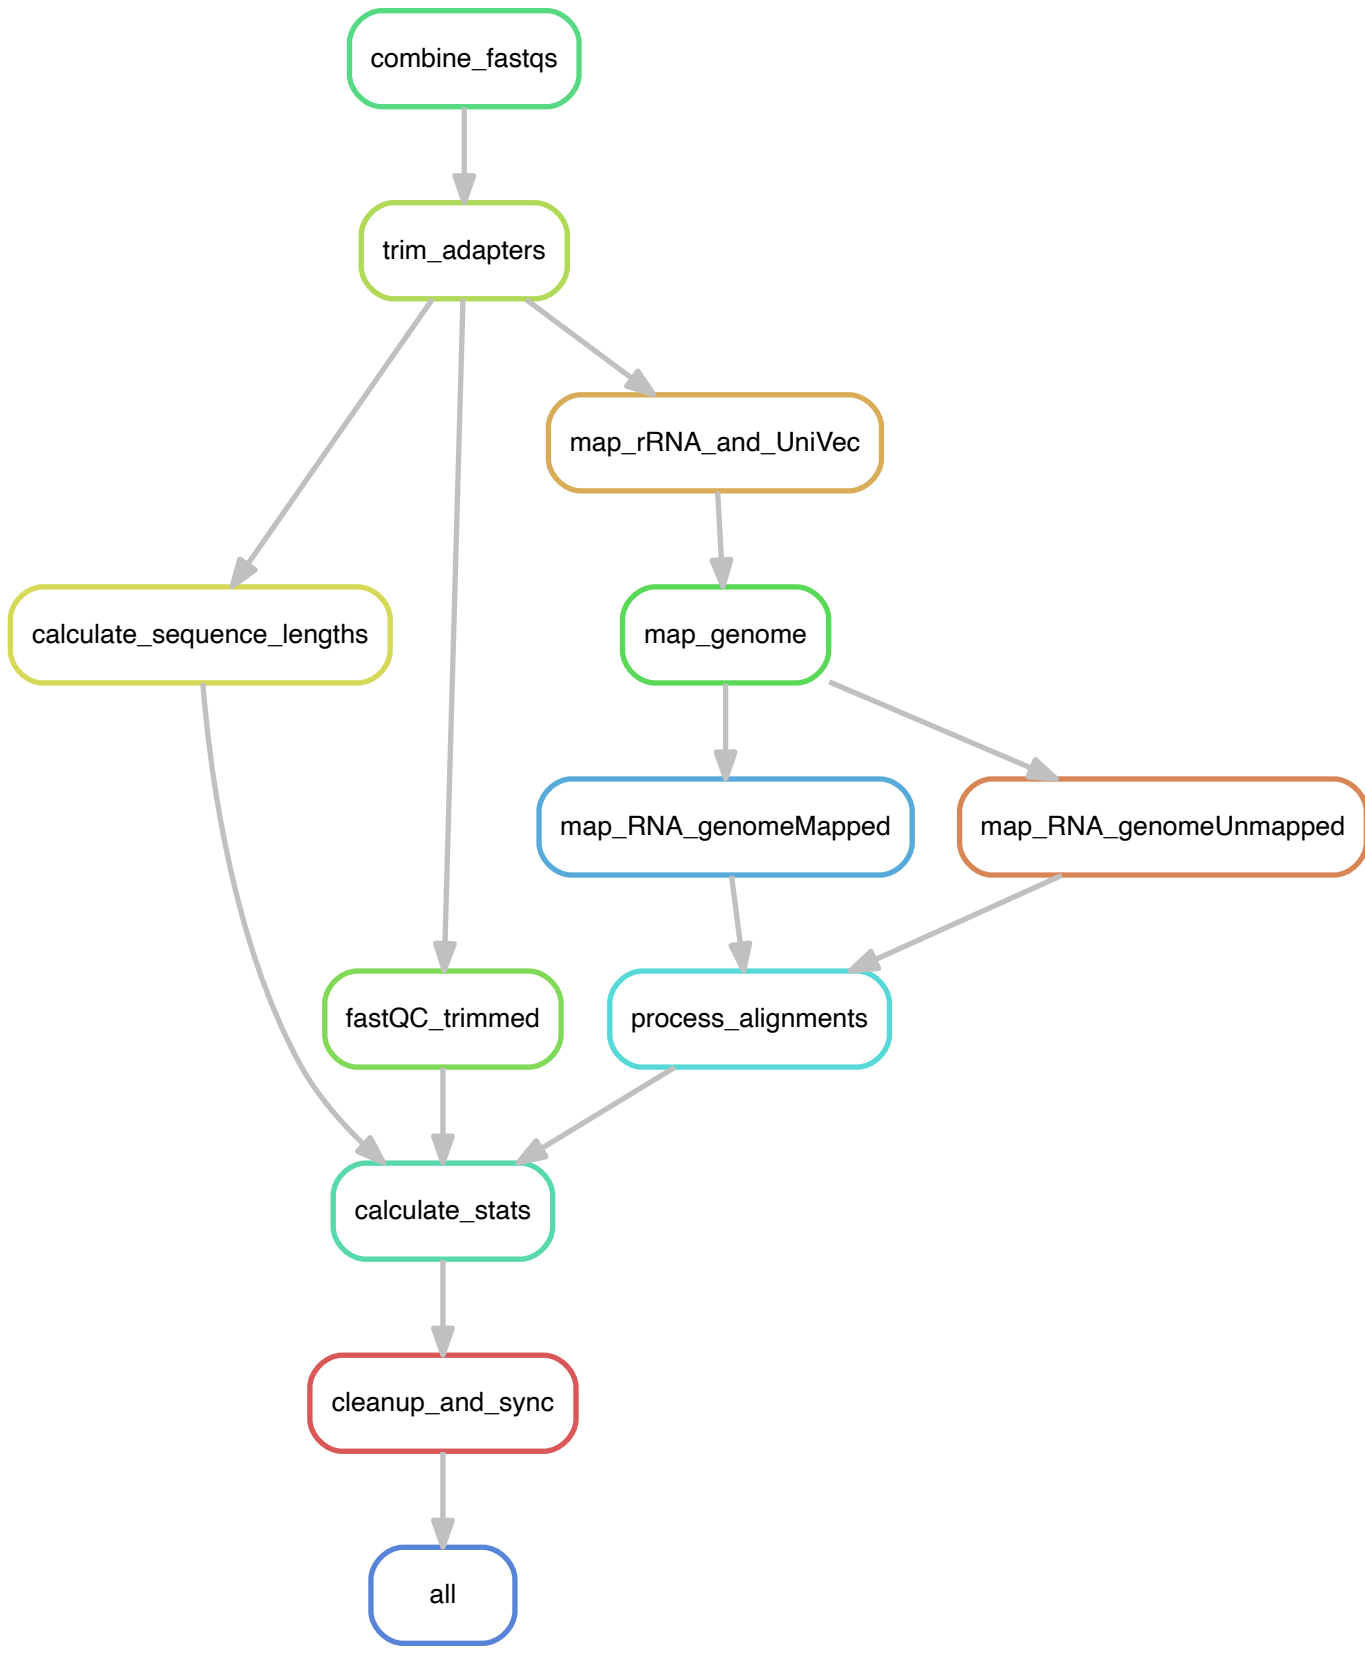 combine_fastqs
trim_adapters
map_rRNA_and_UniVec
calculate_sequence_lengths
map_genome
map_RNA_genomeMapped
map_RNA_genomeUnmapped
fastQC_trimmed
process_alignments
calculate_stats
cleanup_and_sync
all